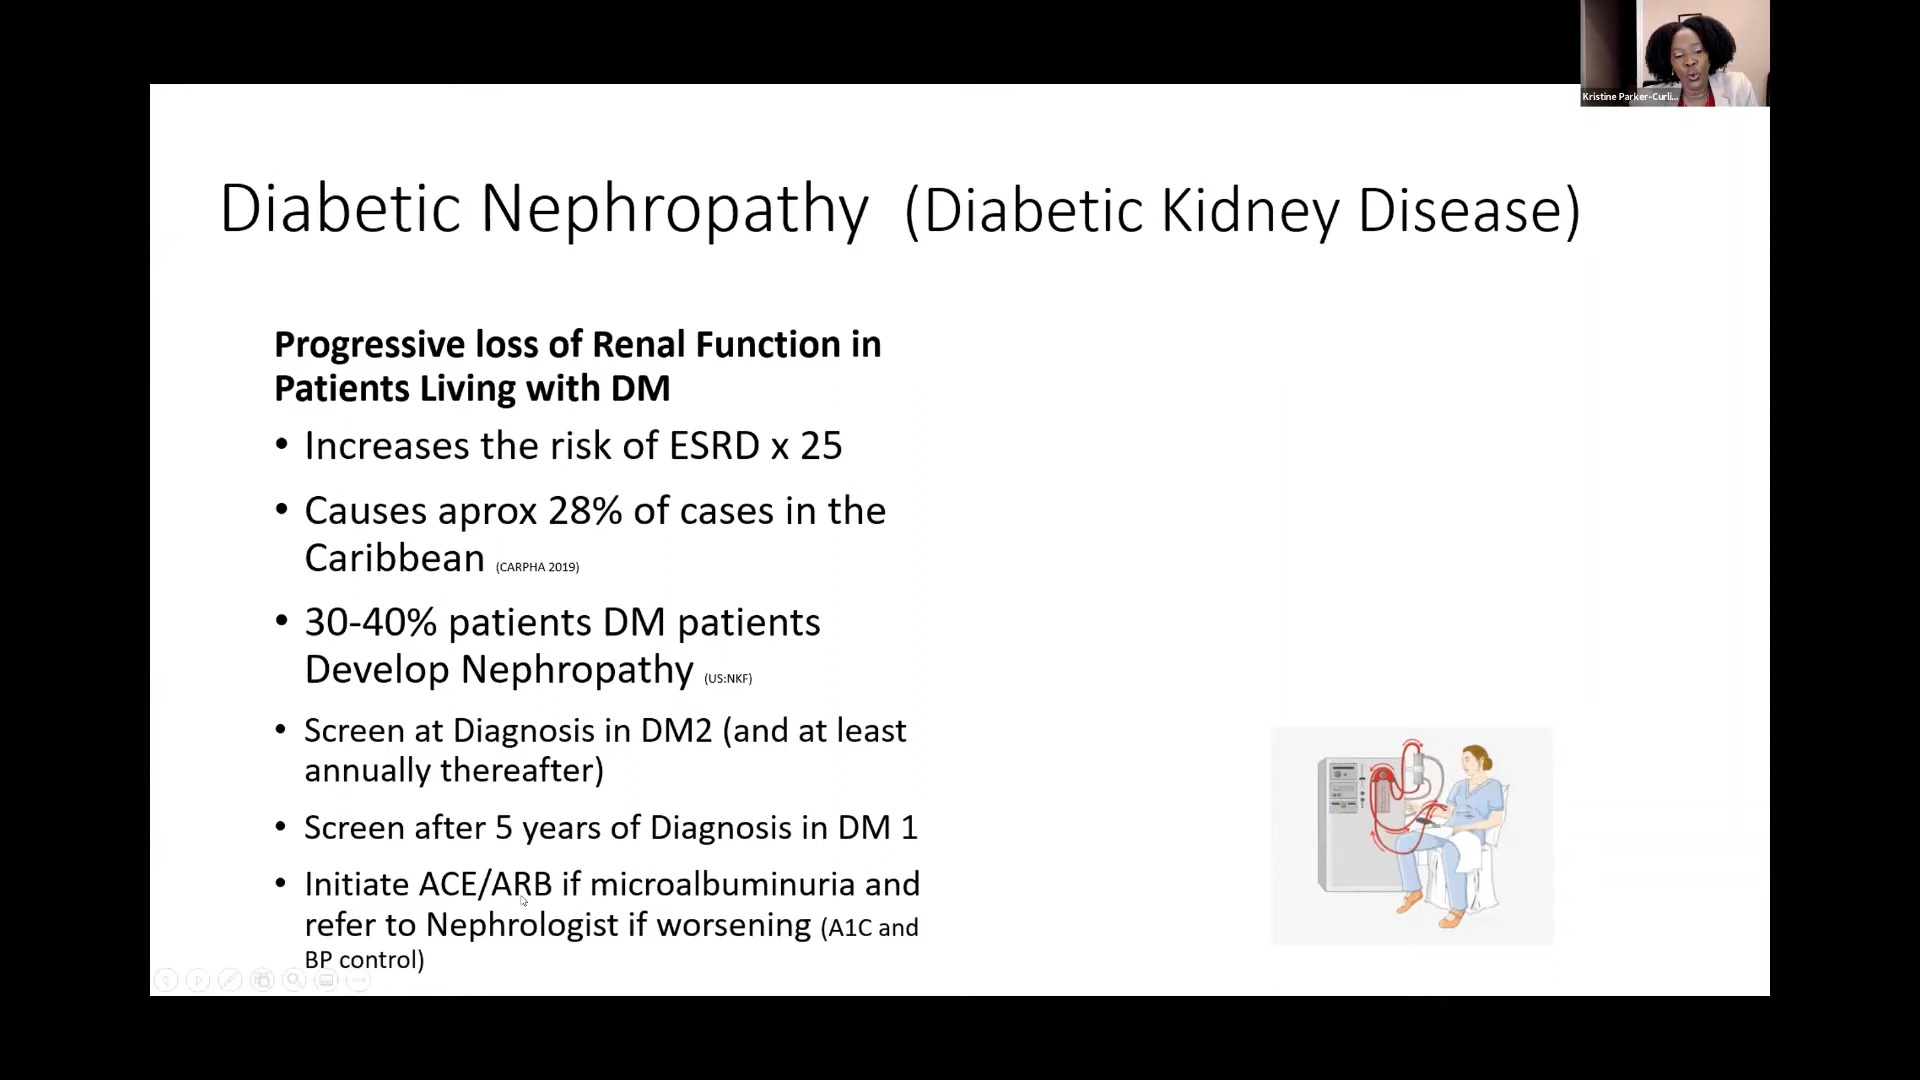 Kristine Parker-Curli...
Diabetic Nephropathy (Diabetic Kidney Disease)
Progressive loss of Renal Function in
Patients Living with DM
• Increases the risk of ESRD x 25
• Causes aprox 28% of cases in the
Caribbean (CARPHA 2019)
• 30-40% patients DM patients
Develop Nephropathy (US:NKF)
• Screen at Diagnosis in DM2 (and at least
annually thereafter)
• Screen after 5 years of Diagnosis in DM 1
• Initiate ACE/ARB if microalbuminuria and
refer to Nephrologist if worsening (A1C and
BP control)